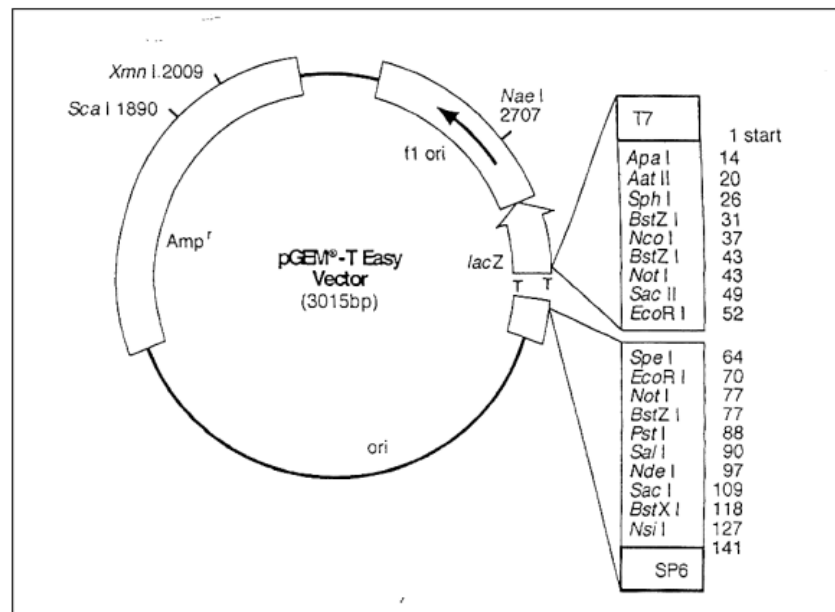 Xmn I 2009
Sca I 1890
Nae I
2707
f1 ori
Amp r
lacZ
pGEM®-T Easy
Vector
(3015bp)
T T
ori
T7
1 start
Apa I 14
Aat II 20
Sph I 26
BstZ I 31
Nco I 37
BstZ I 43
Not I 43
Sac II 49
EcoR I 52
Spe I 64
EcoR I 70
Not I 77
BstZ I 77
Pst I 88
Sal I 90
Nde I 97
Sac I 109
BstX I 118
Nsi I 127
141
SP6